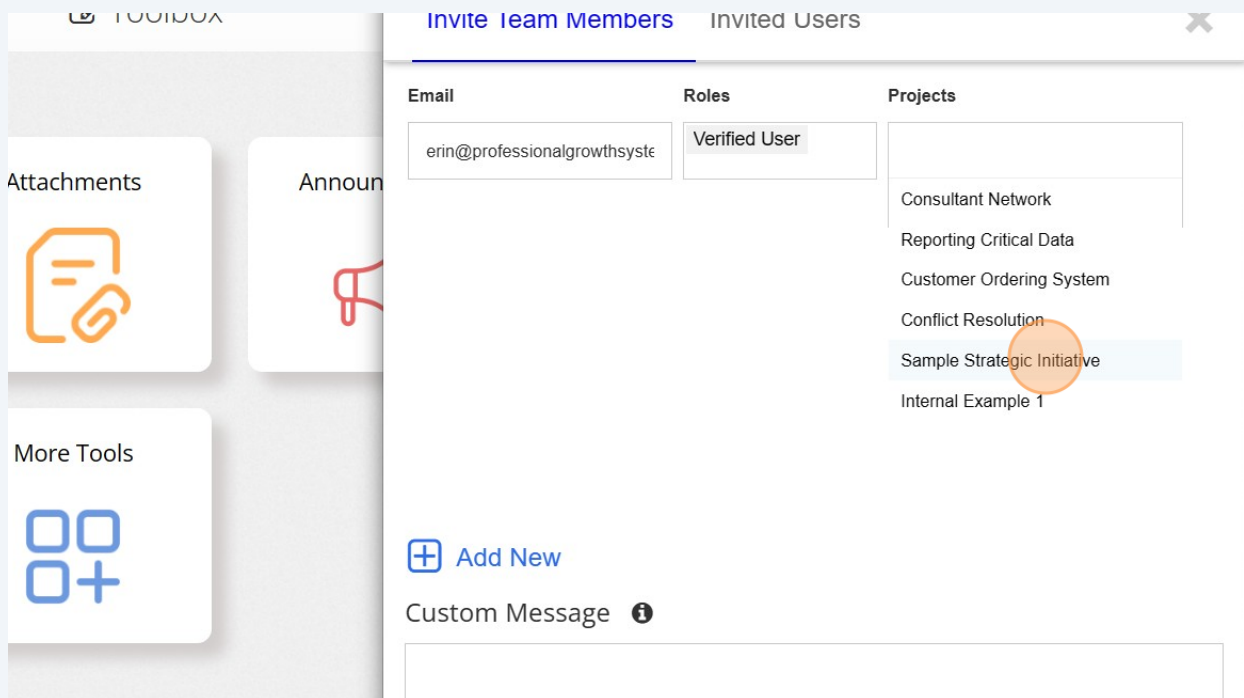 Toolbox
Invite Team Members Invited Users
Email Roles Projects
erin@professionalgrowthsyste
Verified User
Attachments
Announ
Consultant Network
Reporting Critical Data
Customer Ordering System
Conflict Resolution
Sample Strategic Initiative
Internal Example 1
More Tools
Add New
Custom Message